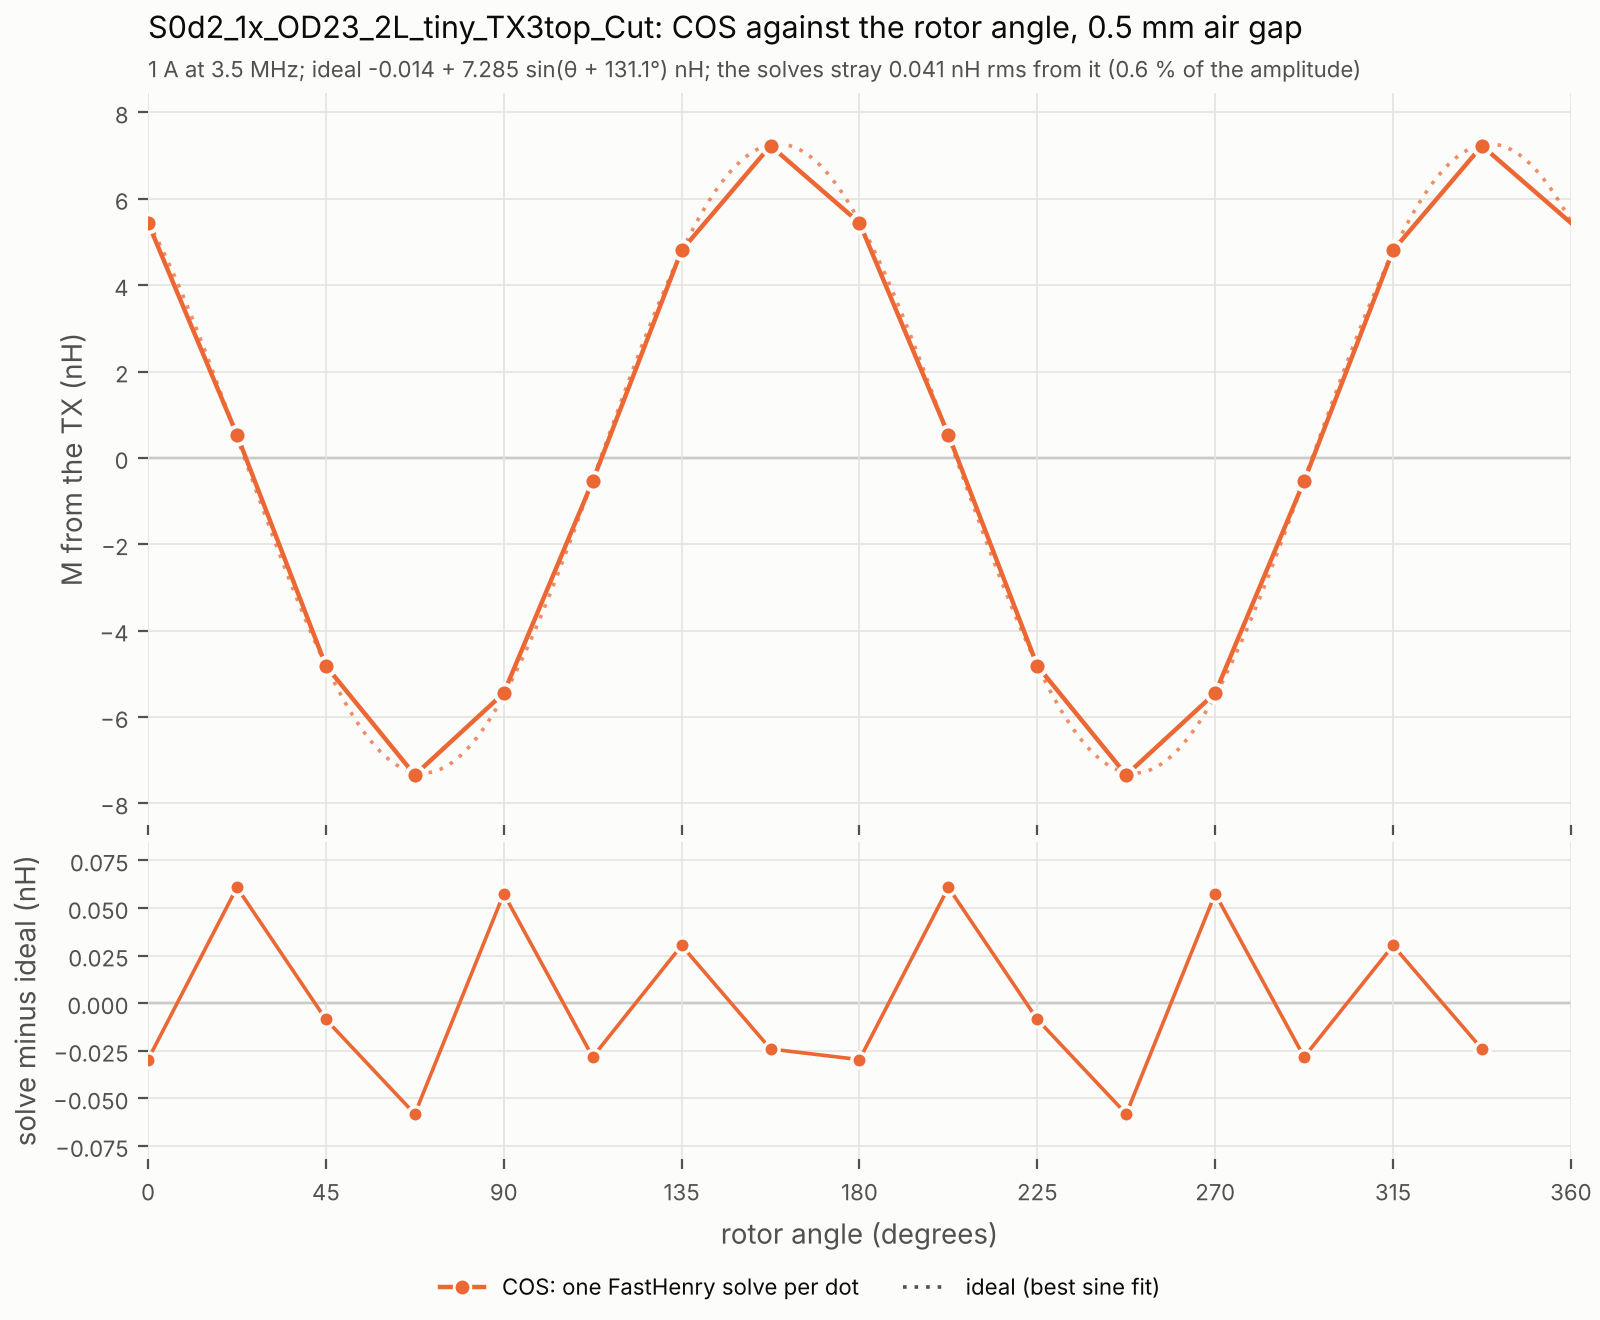 S0d2_1x_OD23_2L_tiny_TX3top_Cut: COS against the rotor angle, 0.5 mm air gap
1 A at 3.5 MHz; ideal -0.014 + 7.285 sin(θ + 131.1°) nH; the solves stray 0.041 nH rms from it (0.6 % of the amplitude)
M from the TX (nH)
8
6
4
2
0
−2
−4
−6
−8
solve minus ideal (nH)
0.075
0.050
0.025
0.000
−0.025
−0.050
−0.075
0 45 90 135 180 225 270 315 360
rotor angle (degrees)
COS: one FastHenry solve per dot
ideal (best sine fit)